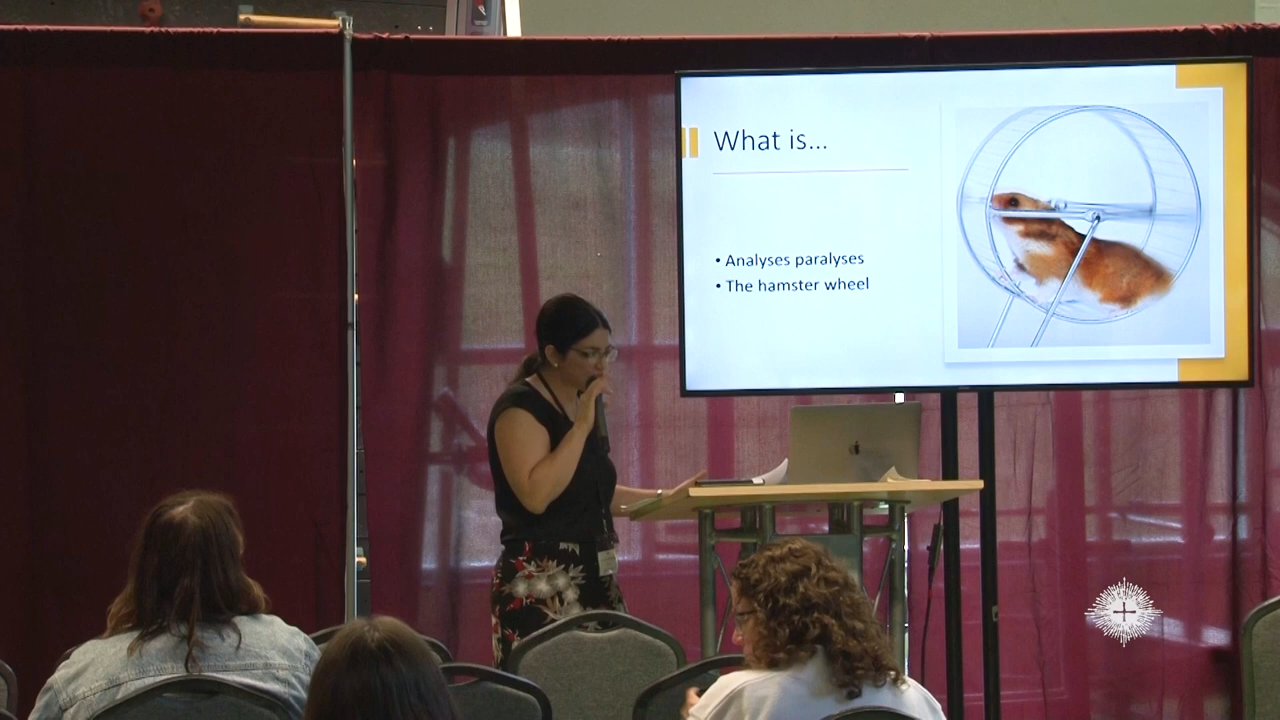 What is...
• Analyses paralyses
• The hamster wheel